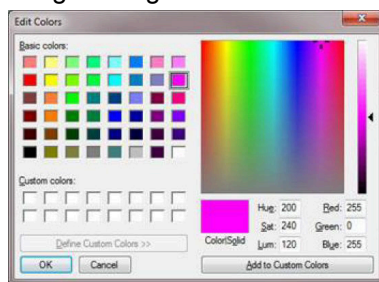 Edit Colors
Basic colors:
Custom colors:
Define Custom Colors >>
OK Cancel
Color|Solid
Hue: 200 Red: 255
Sat: 240 Green: 0
Lum: 120 Blue: 255
Add to Custom Colors